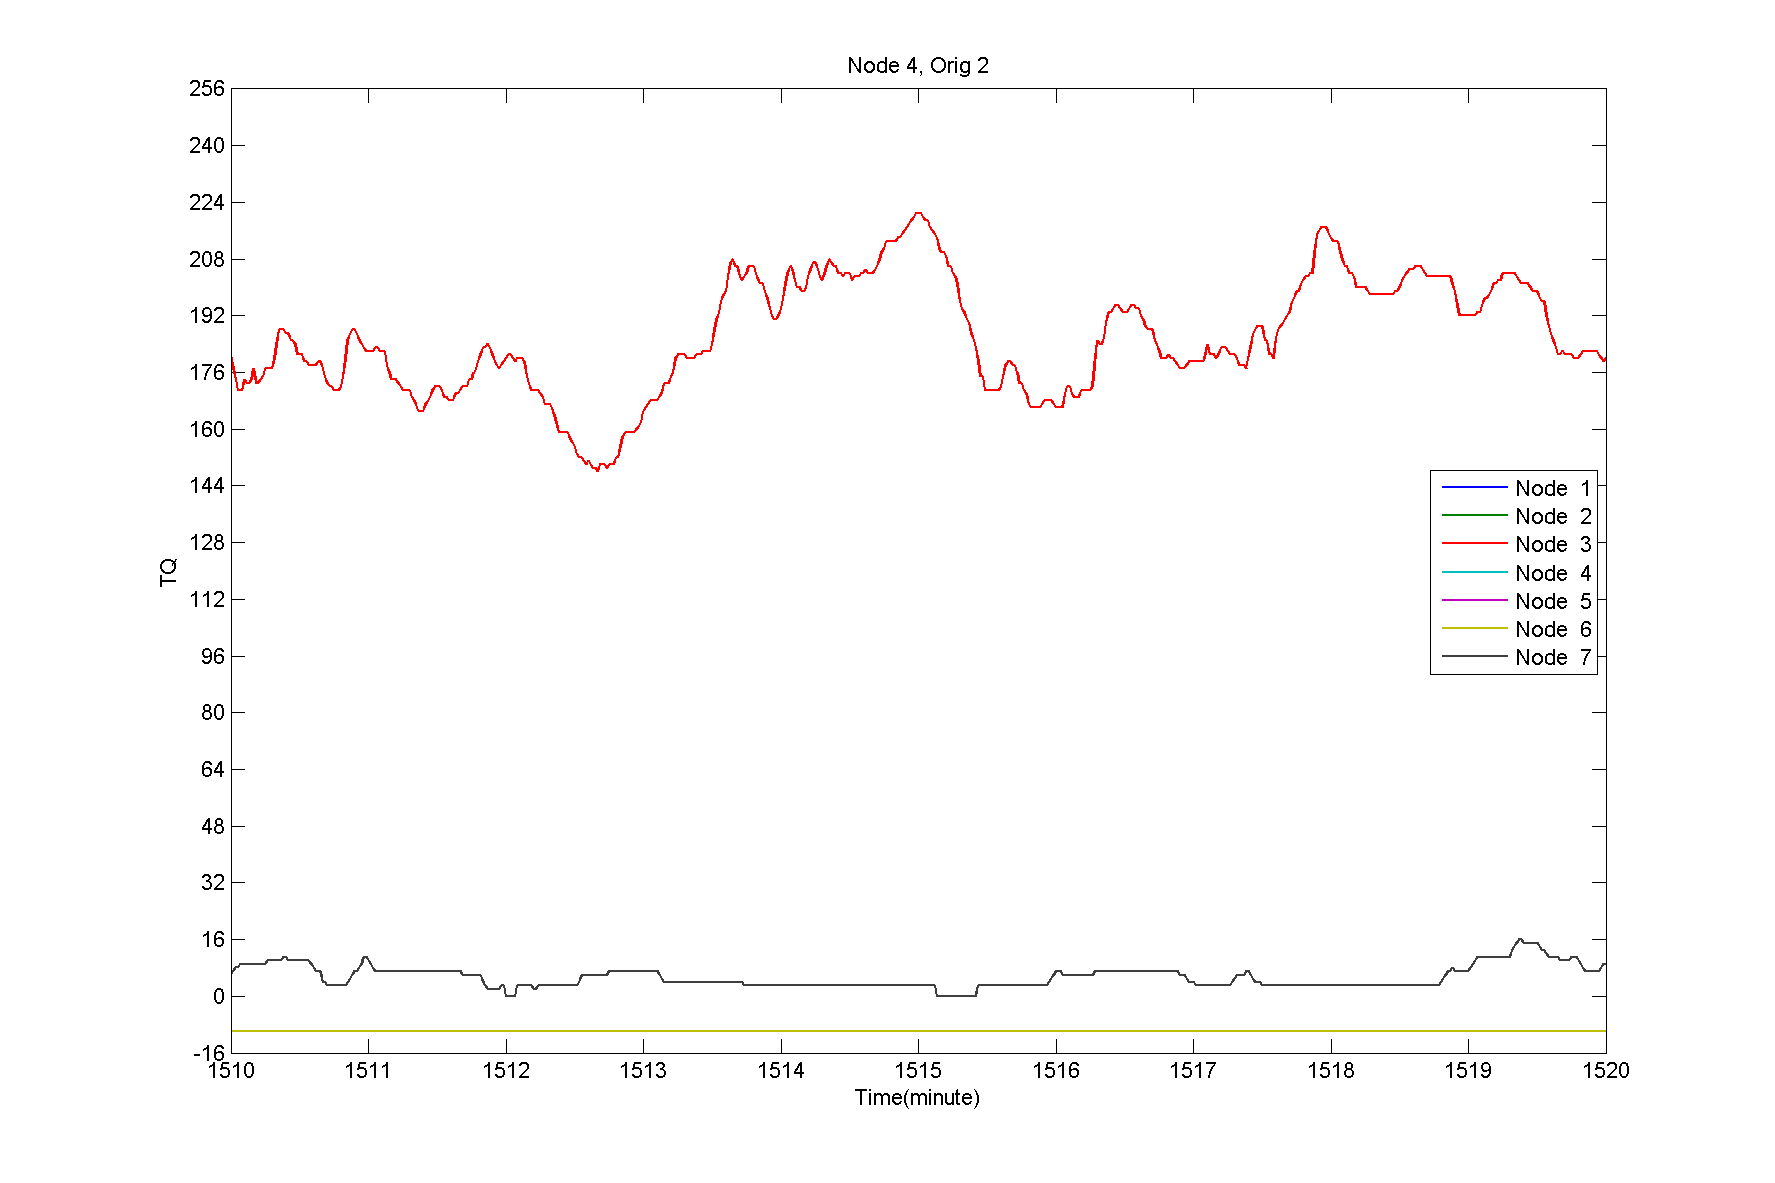 Node 4, Orig 2
256
240
224
208
192
176
160
144
128
112
96
80
64
48
32
16
0
-16
TQ
Node 1
Node 2
Node 3
Node 4
Node 5
Node 6
Node 7
1510 1511 1512 1513 1514 1515 1516 1517 1518 1519 1520
Time(minute)